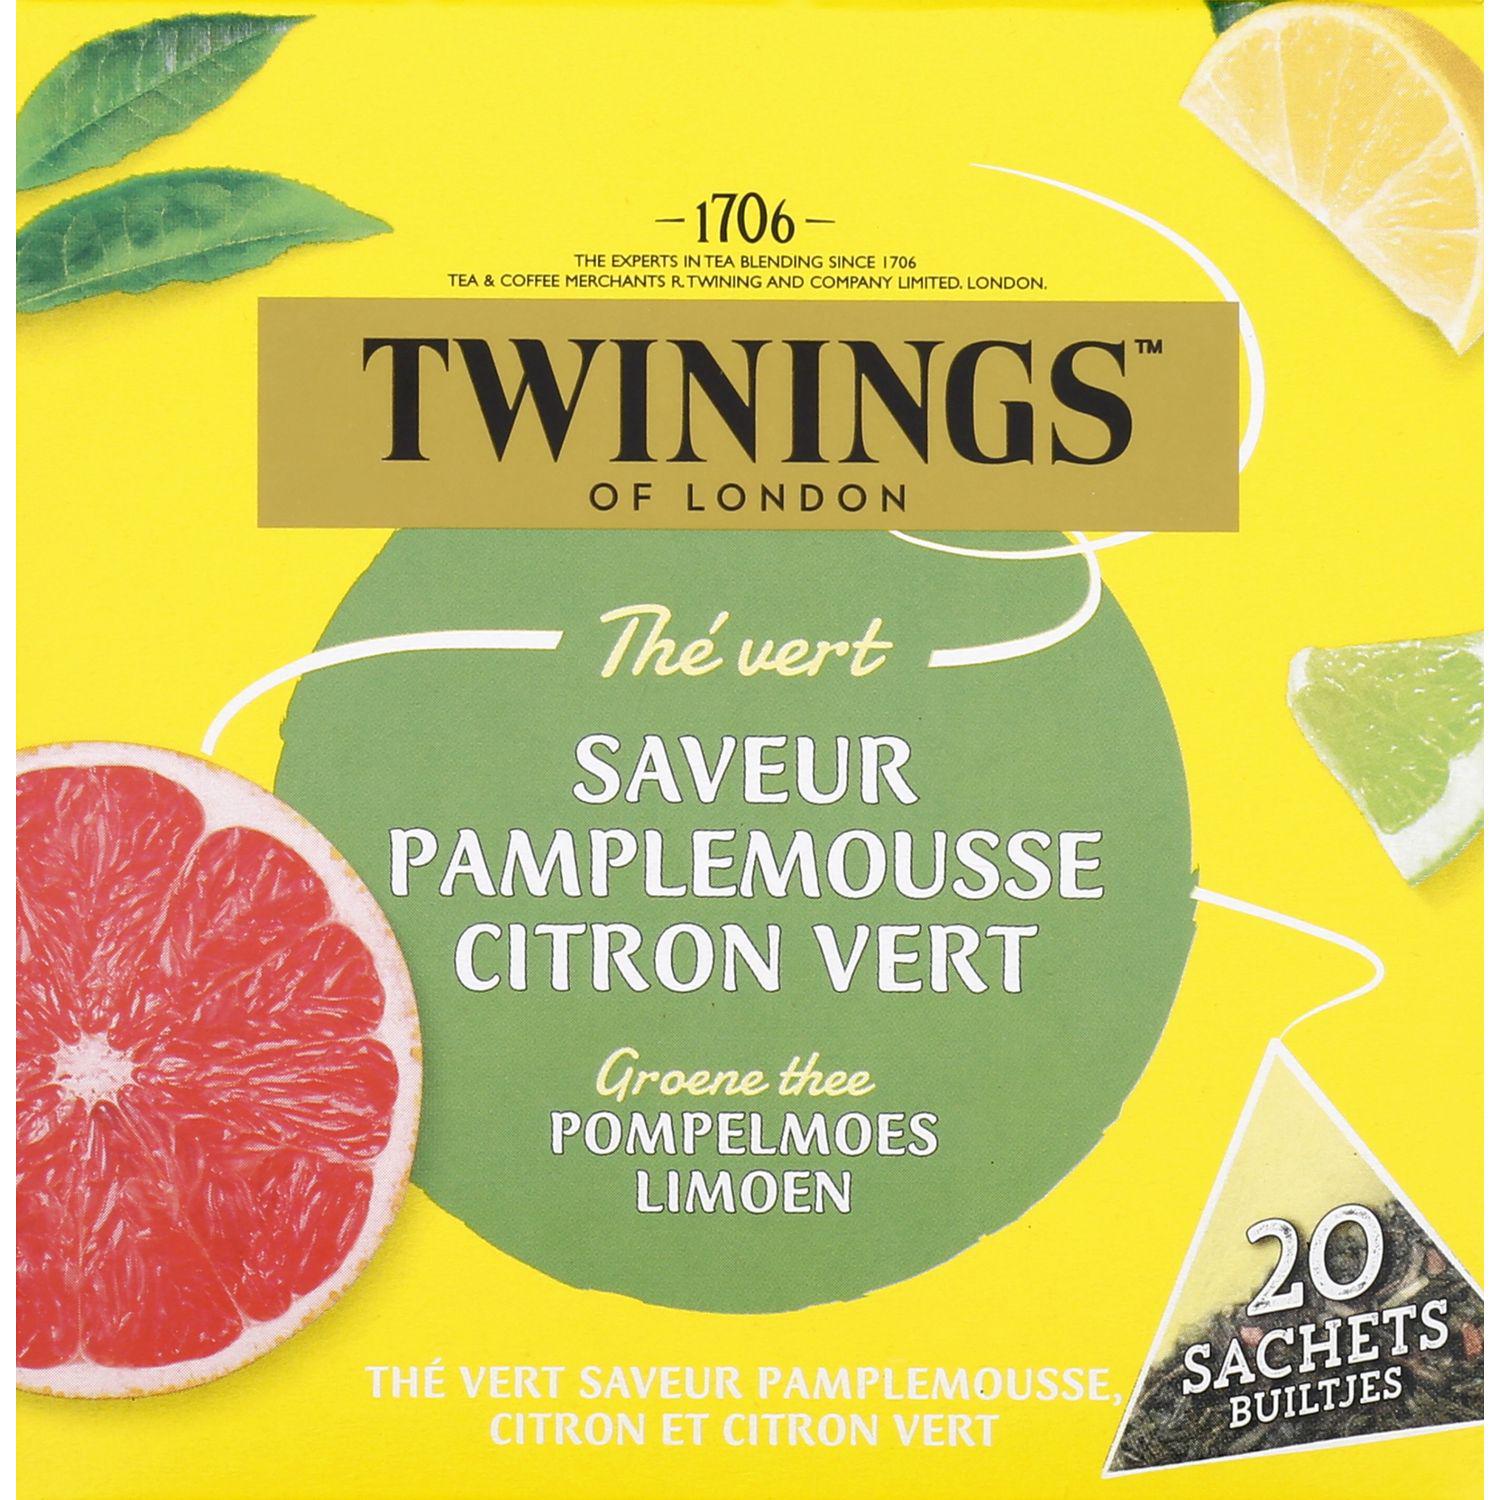 1706
THE EXPERTS IN TEA BLENDING SINCE 1706
TEA & COFFEE MERCHANTS R. TWINING AND COMPANY LIMITED. LONDON.
TWININGS™
OF LONDON
Thé vert
SAVEUR
PAMPLEMOUSSE
CITRON VERT
Groene thee
POMPELMOES
LIMOEN
20
SACHETS
BUILTJES
THÉ VERT SAVEUR PAMPLEMOUSSE,
CITRON ET CITRON VERT